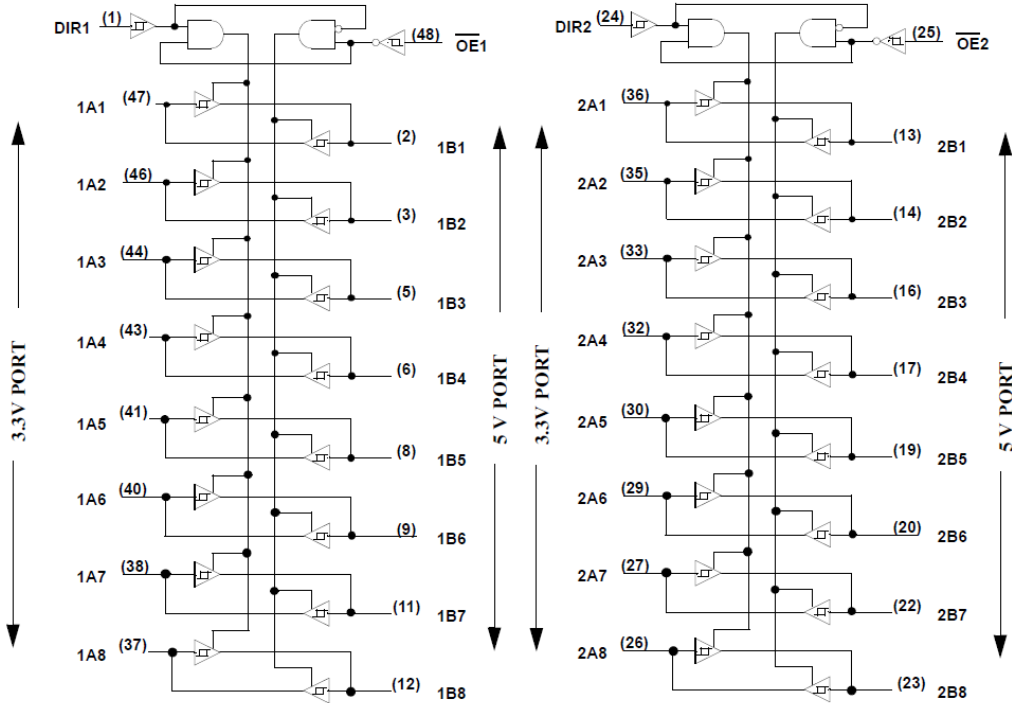 DIR1 (1) (48) OE1
1A1 (47) (2) 1B1
1A2 (46) (3) 1B2
1A3 (44) (5) 1B3
1A4 (43) (6) 1B4
1A5 (41) (8) 1B5
1A6 (40) (9) 1B6
1A7 (38) (11) 1B7
1A8 (37) (12) 1B8
3.3V PORT
5 V PORT
DIR2 (24) (25) OE2
2A1 (36) (13) 2B1
2A2 (35) (14) 2B2
2A3 (33) (16) 2B3
2A4 (32) (17) 2B4
2A5 (30) (19) 2B5
2A6 (29) (20) 2B6
2A7 (27) (22) 2B7
2A8 (26) (23) 2B8
3.3V PORT
5 V PORT